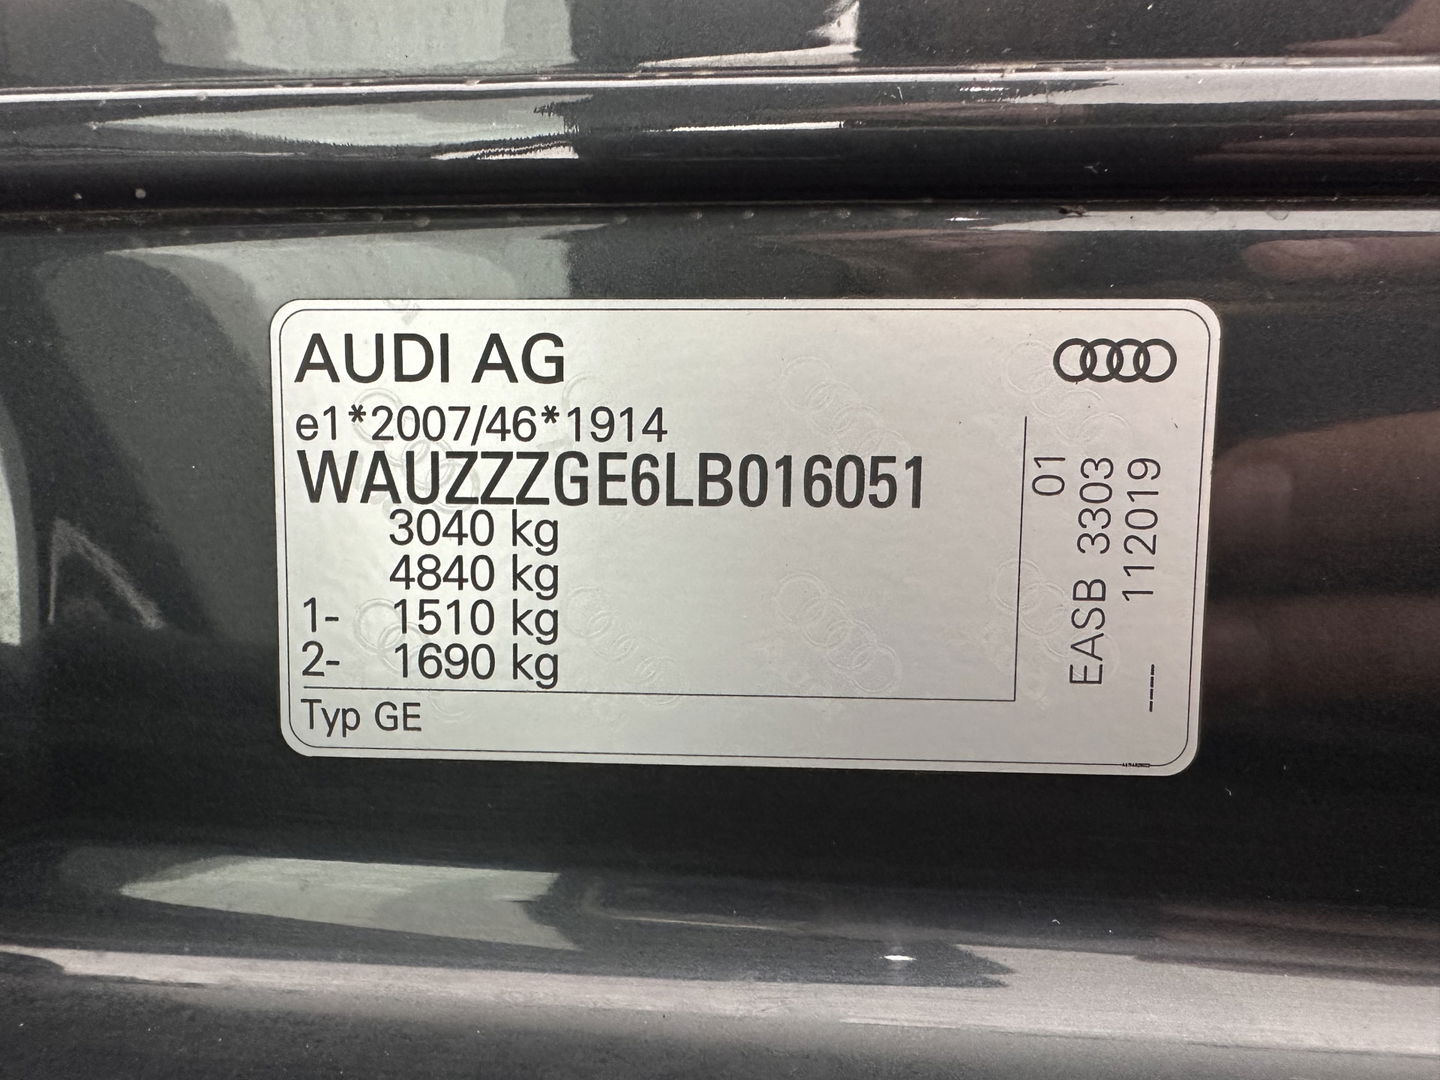 AUDI AG
e1*2007/46*1914
WAUZZZGE6LB016051
3040 kg
4840 kg
1- 1510 kg
2- 1690 kg
Typ GE
01
EASB 3303
112019
----